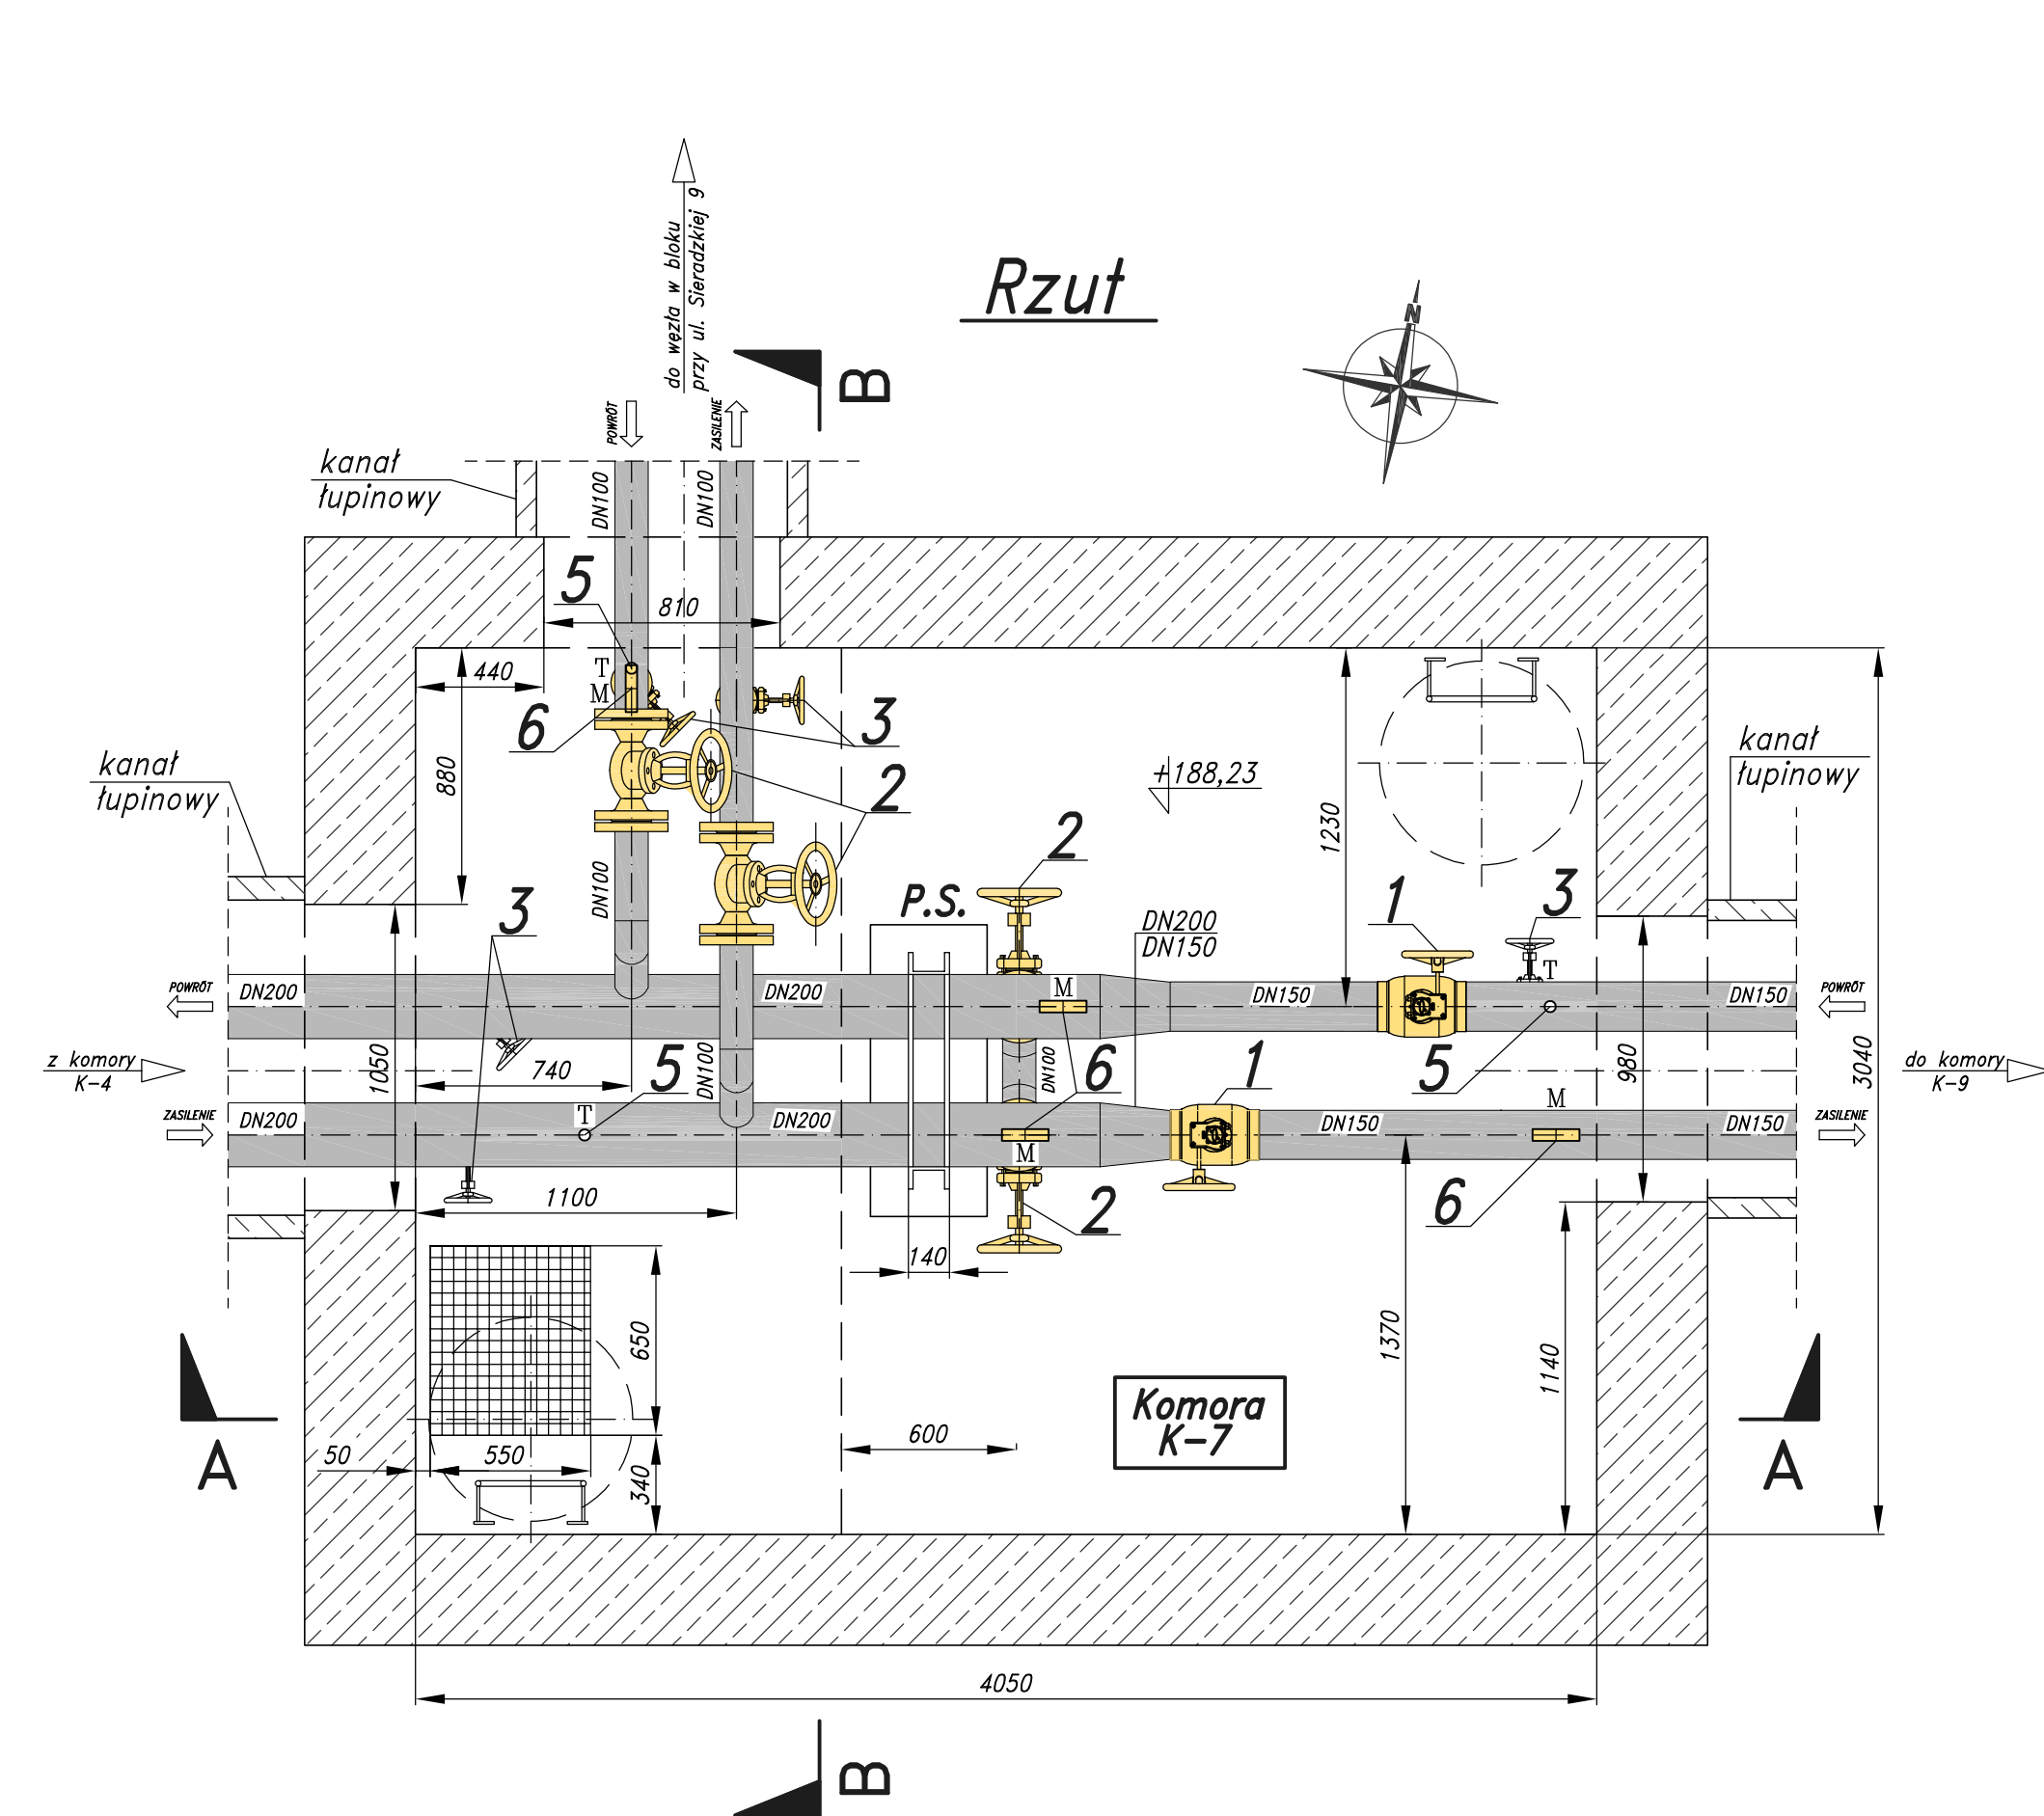 Rzut
N
do węzła w bloku
przy ul. Sieradzkiej 9
B
POWRÓT
ZASILENIE
kanał
łupinowy
DN100
DN100
5
810
T
M
440
6
3
kanał
łupinowy
880
2
+188,23
kanał
łupinowy
1230
2
DN100
3
P.S.
DN200
DN150
1
3
T
POWRÓT
DN200
DN200
M
DN150
DN150
POWRÓT
z komory
K-4
1050
740
5
DN100
DN100
6
1
5
980
3040
do komory
K-9
ZASILENIE
DN200
T
DN200
M
DN150
M
DN150
ZASILENIE
1100
2
6
140
650
1370
1140
A
Komora
K-7
A
50
550
340
600
4050
B